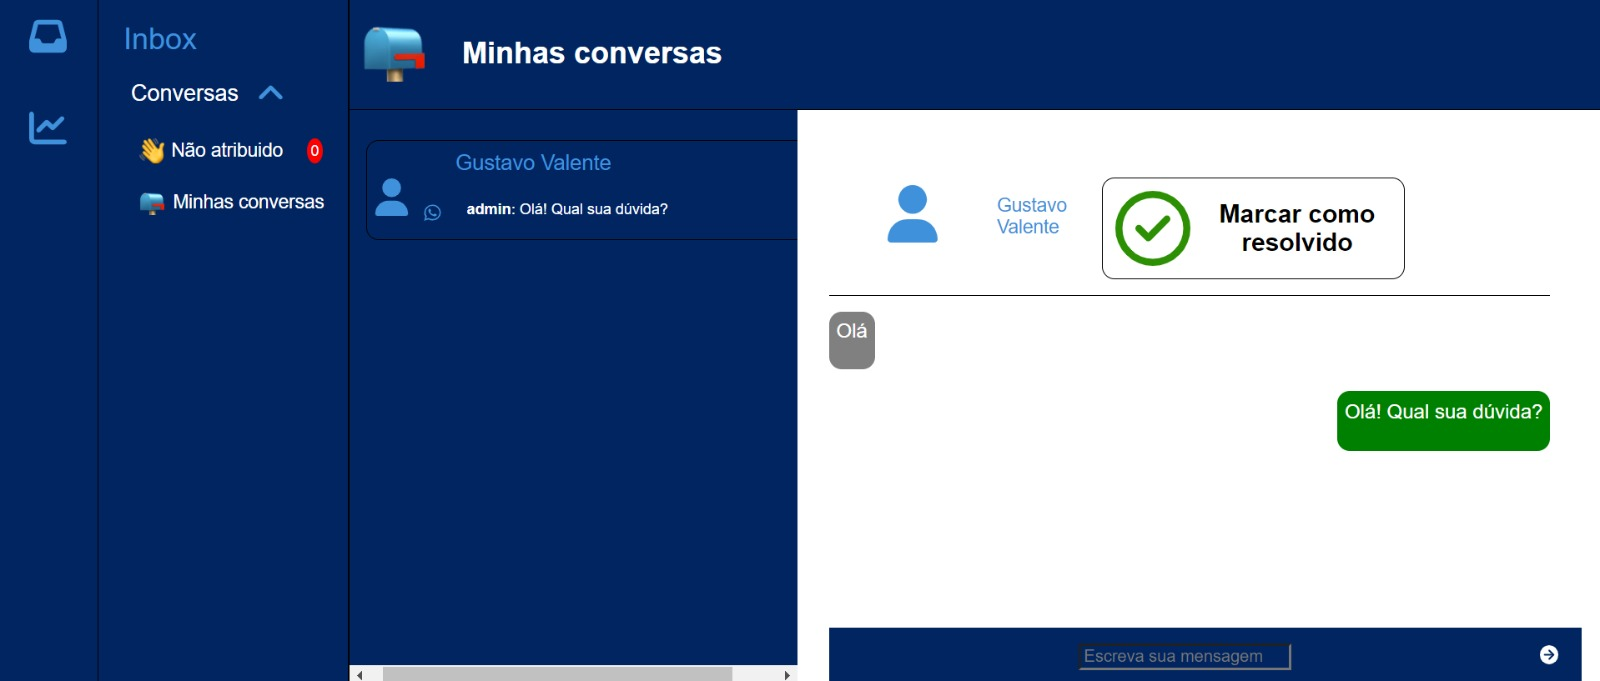 Inbox
Conversas
Não atribuido 0
Minhas conversas
Minhas conversas
Gustavo Valente
admin: Olá! Qual sua dúvida?
Gustavo
Valente
Marcar como
resolvido
Olá
Olá! Qual sua dúvida?
Escreva sua mensagem